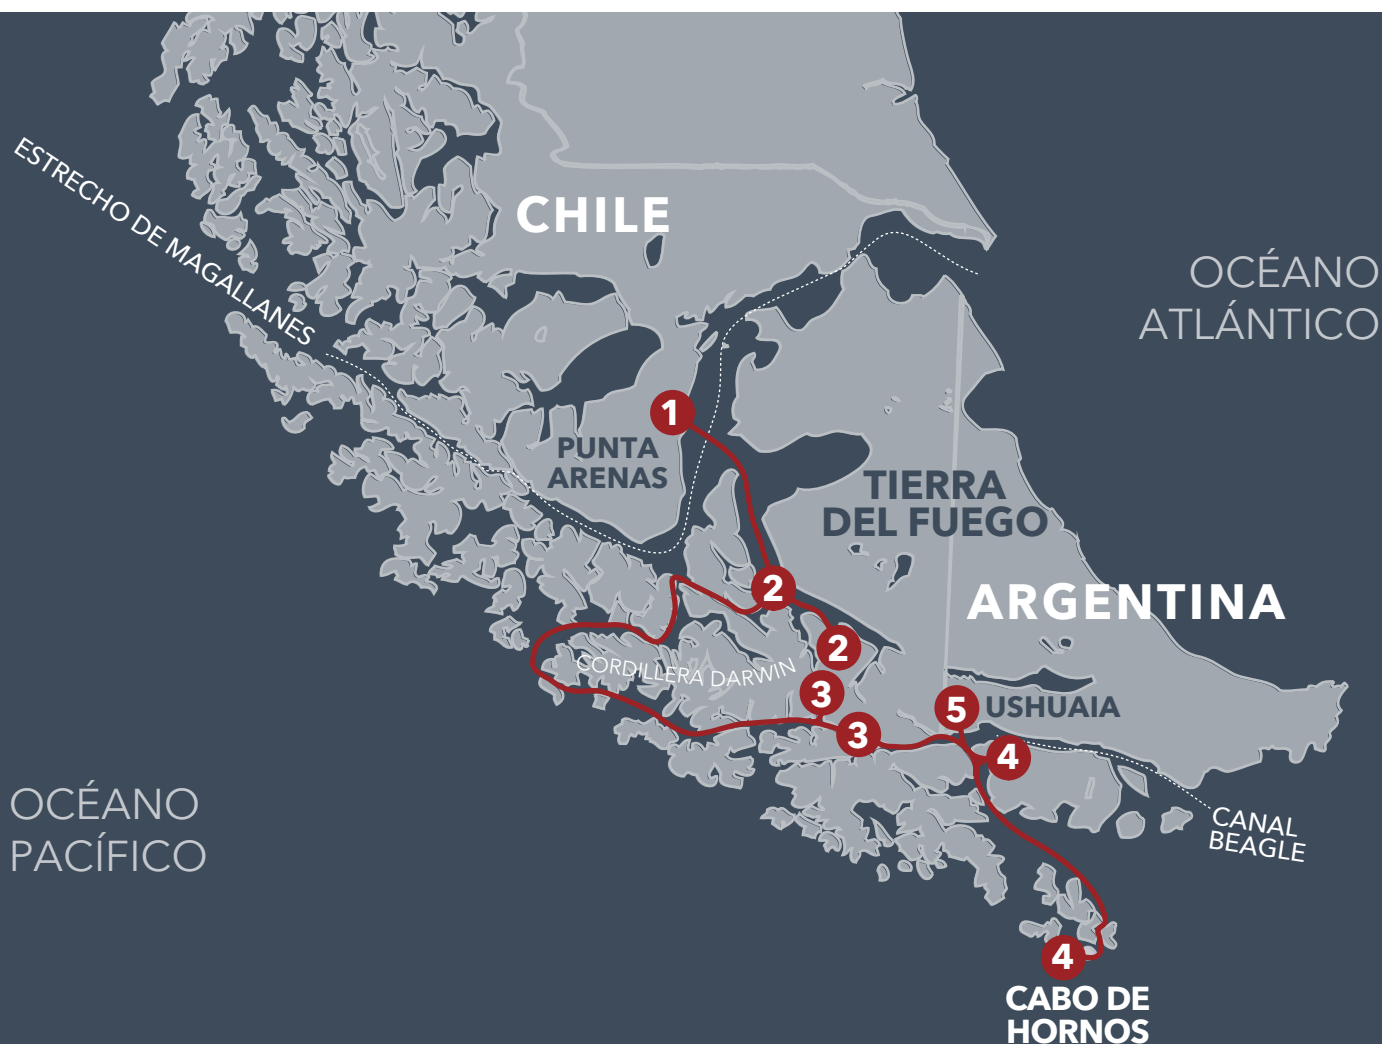 ESTRECHO DE MAGALLANES
CHILE
OCÉANO
ATLÁNTICO
1
PUNTA
ARENAS
TIERRA
DEL FUEGO
2
ARGENTINA
2
CORDILLERA DARWIN
3
5
USHUAIA
3
4
OCÉANO
PACÍFICO
CANAL
BEAGLE
4
CABO DE
HORNOS